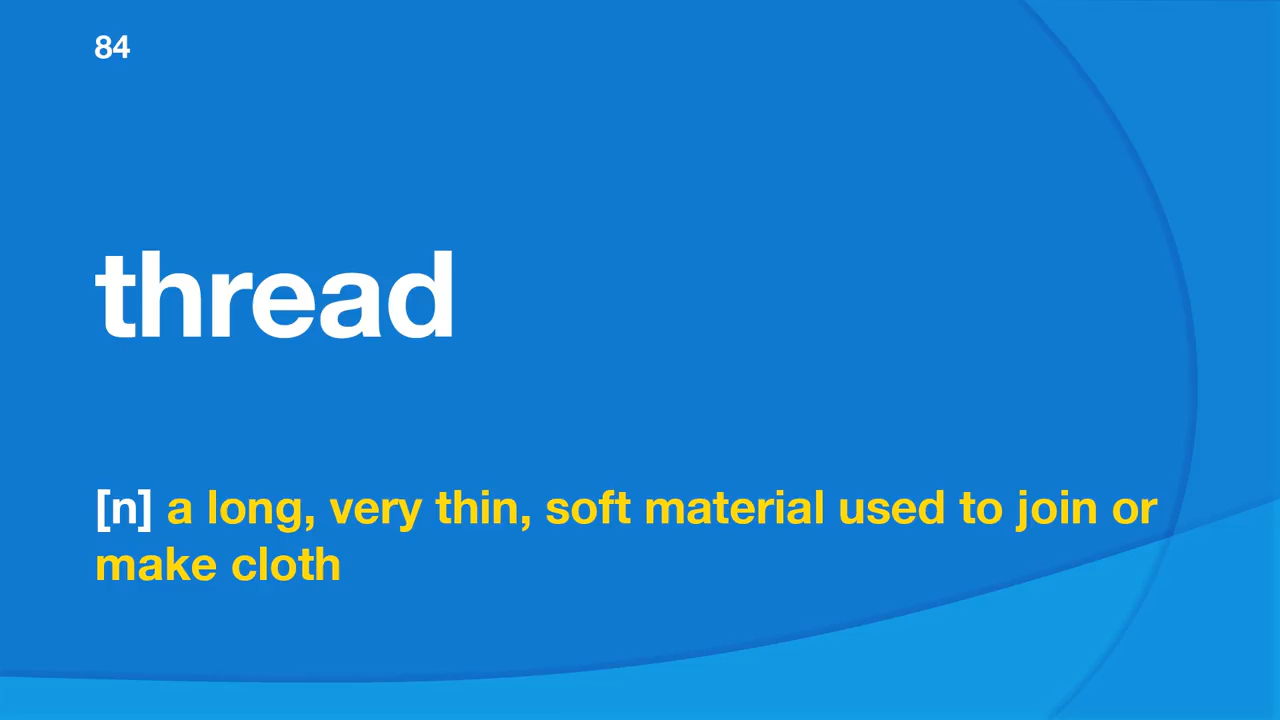 84
thread
[n] a long, very thin, soft material used to join or
make cloth